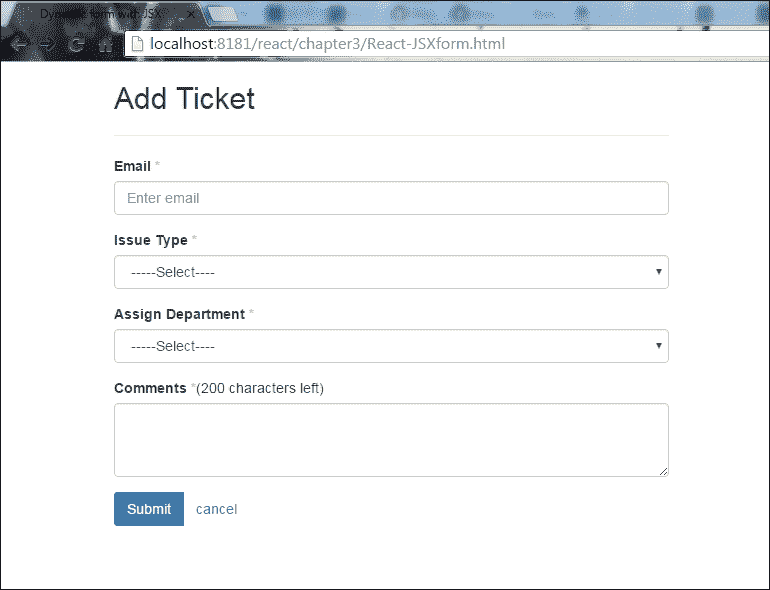 Dynamic form with JSX
localhost:8181/react/chapter3/React-JSXform.html
Add Ticket
Email *
Enter email
Issue Type *
-----Select----
Assign Department *
-----Select----
Comments *(200 characters left)
Submit cancel